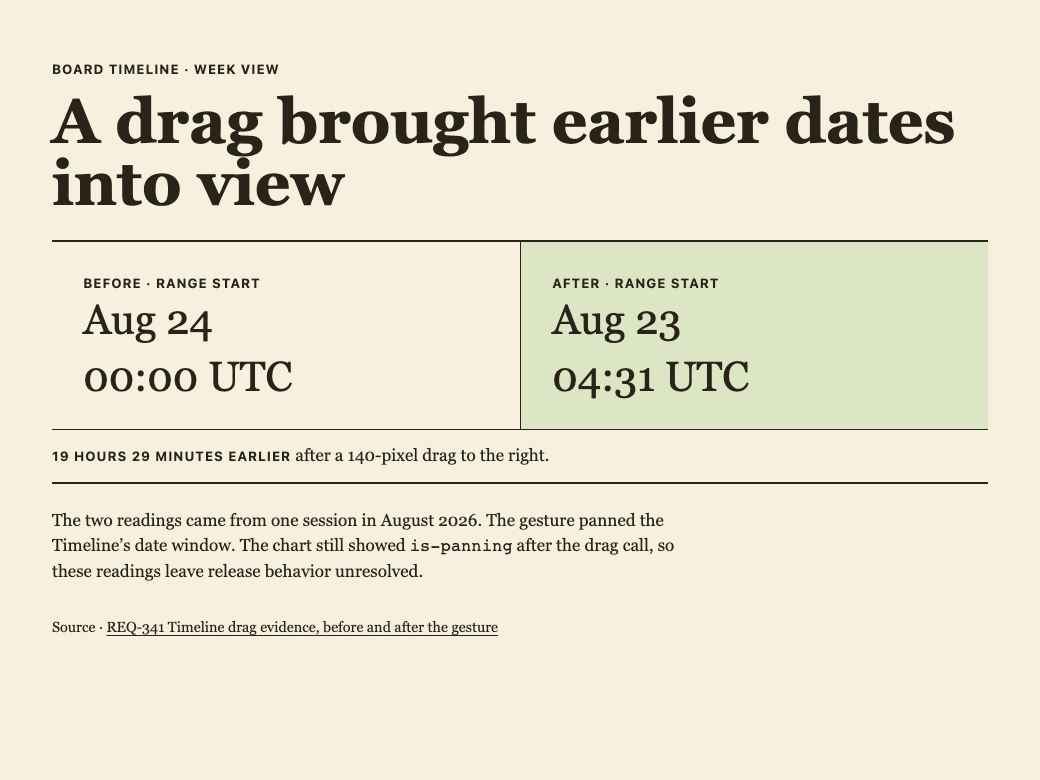 BOARD TIMELINE · WEEK VIEW
A drag brought earlier dates
into view
BEFORE · RANGE START
Aug 24
00:00 UTC
AFTER · RANGE START
Aug 23
04:31 UTC
19 HOURS 29 MINUTES EARLIER after a 140-pixel drag to the right.
The two readings came from one session in August 2026. The gesture panned the
Timeline’s date window. The chart still showed is-panning after the drag call, so
these readings leave release behavior unresolved.
Source · REQ-341 Timeline drag evidence, before and after the gesture